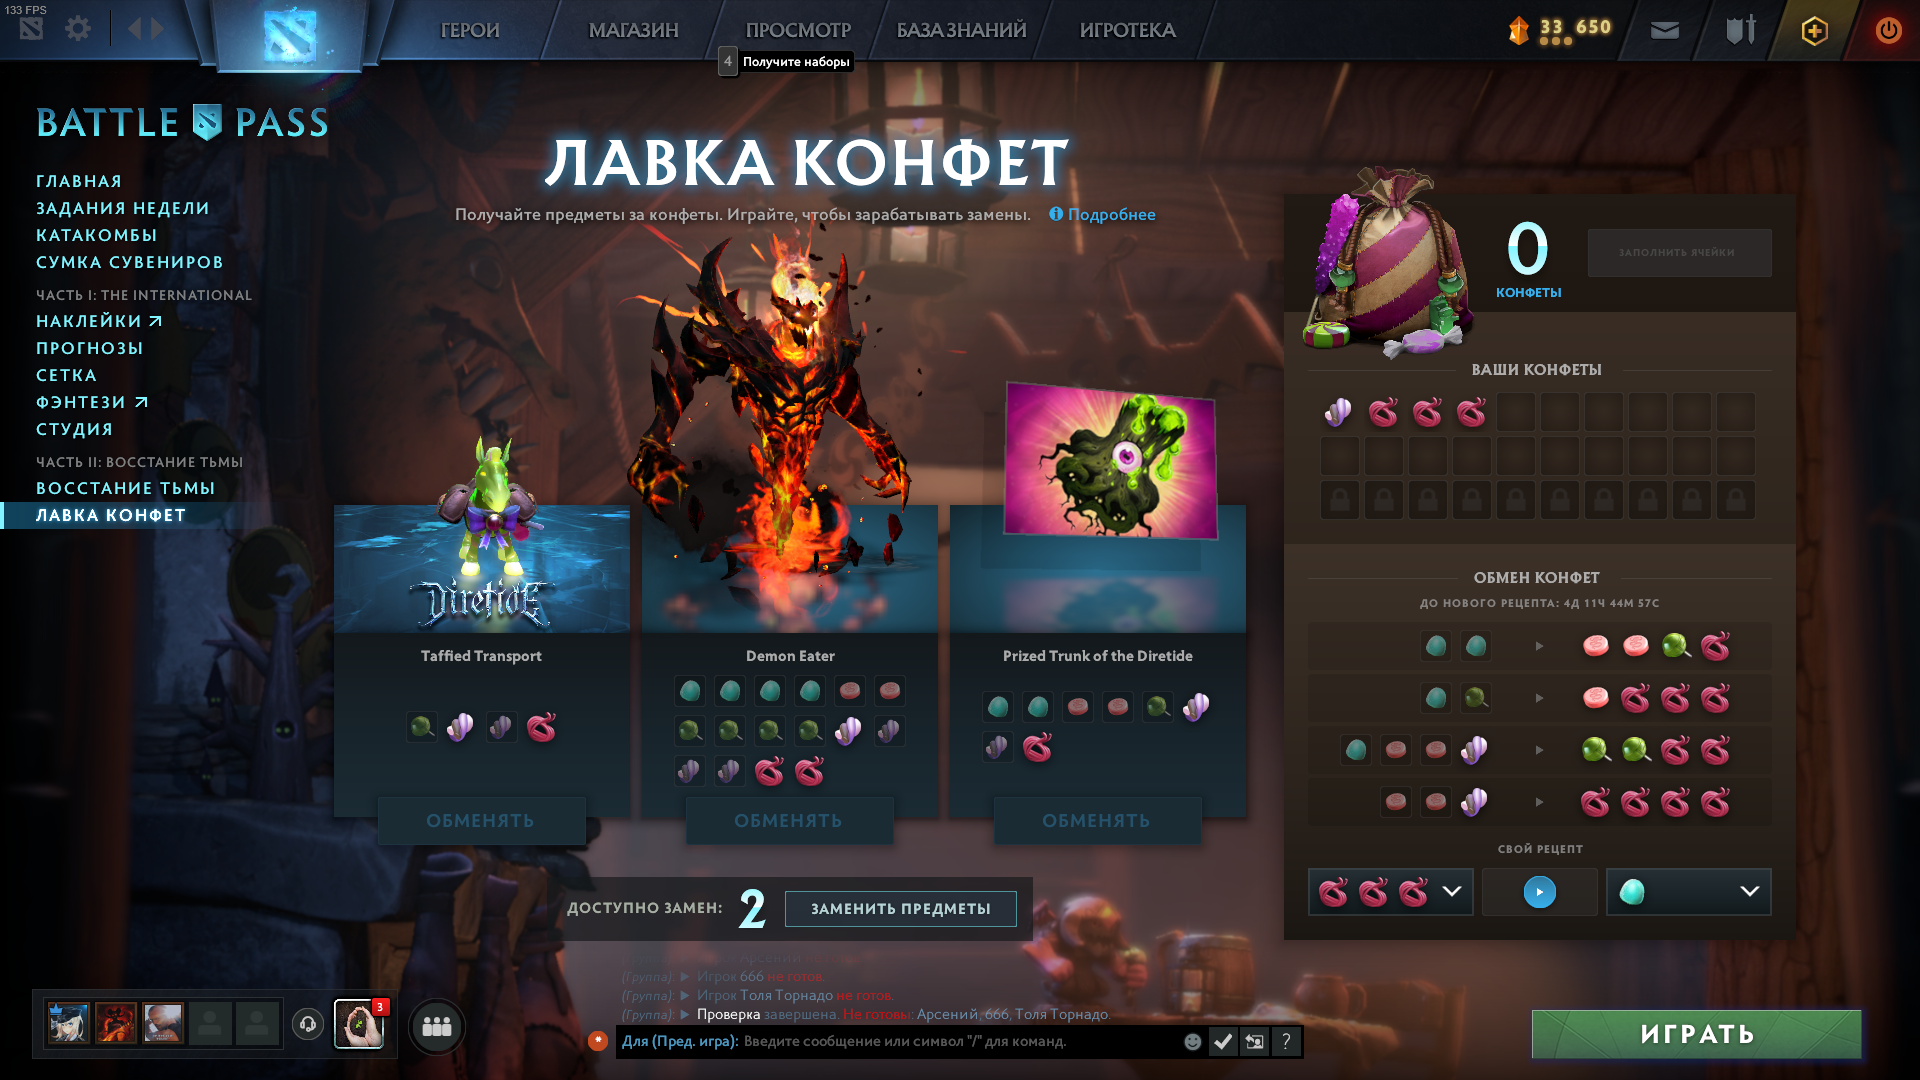 133 FPS
ГЕРОИ
МАГАЗИН
ПРОСМОТР
БАЗА ЗНАНИЙ
ИГРОТЕКА
33 650
4 Получите наборы
BATTLE PASS
ГЛАВНАЯ
ЗАДАНИЯ НЕДЕЛИ
КАТАКОМБЫ
СУМКА СУВЕНИРОВ
ЧАСТЬ I: THE INTERNATIONAL
НАКЛЕЙКИ
ПРОГНОЗЫ
СЕТКА
ФЭНТЕЗИ
СТУДИЯ
ЧАСТЬ II: ВОССТАНИЕ ТЬМЫ
ВОССТАНИЕ ТЬМЫ
ЛАВКА КОНФЕТ
ЛАВКА КОНФЕТ
Получайте предметы за конфеты. Играйте, чтобы зарабатывать замены. Подробнее
Diretide
Taffied Transport
ОБМЕНЯТЬ
Demon Eater
ОБМЕНЯТЬ
Prized Trunk of the Diretide
ОБМЕНЯТЬ
ДОСТУПНО ЗАМЕН: 2
ЗАМЕНИТЬ ПРЕДМЕТЫ
0
КОНФЕТЫ
ЗАПОЛНИТЬ ЯЧЕЙКИ
ВАШИ КОНФЕТЫ
ОБМЕН КОНФЕТ
ДО НОВОГО РЕЦЕПТА: 4Д 11Ч 44М 57С
СВОЙ РЕЦЕПТ
Арсений
(Группа): Игрок 666 не готов.
(Группа): Игрок Толя Торнадо не готов.
(Группа): Проверка завершена. Не готовы: Арсений, 666, Толя Торнадо.
Для (Пред. игра): Введите сообщение или символ "/" для команд.
?
3
ИГРАТЬ